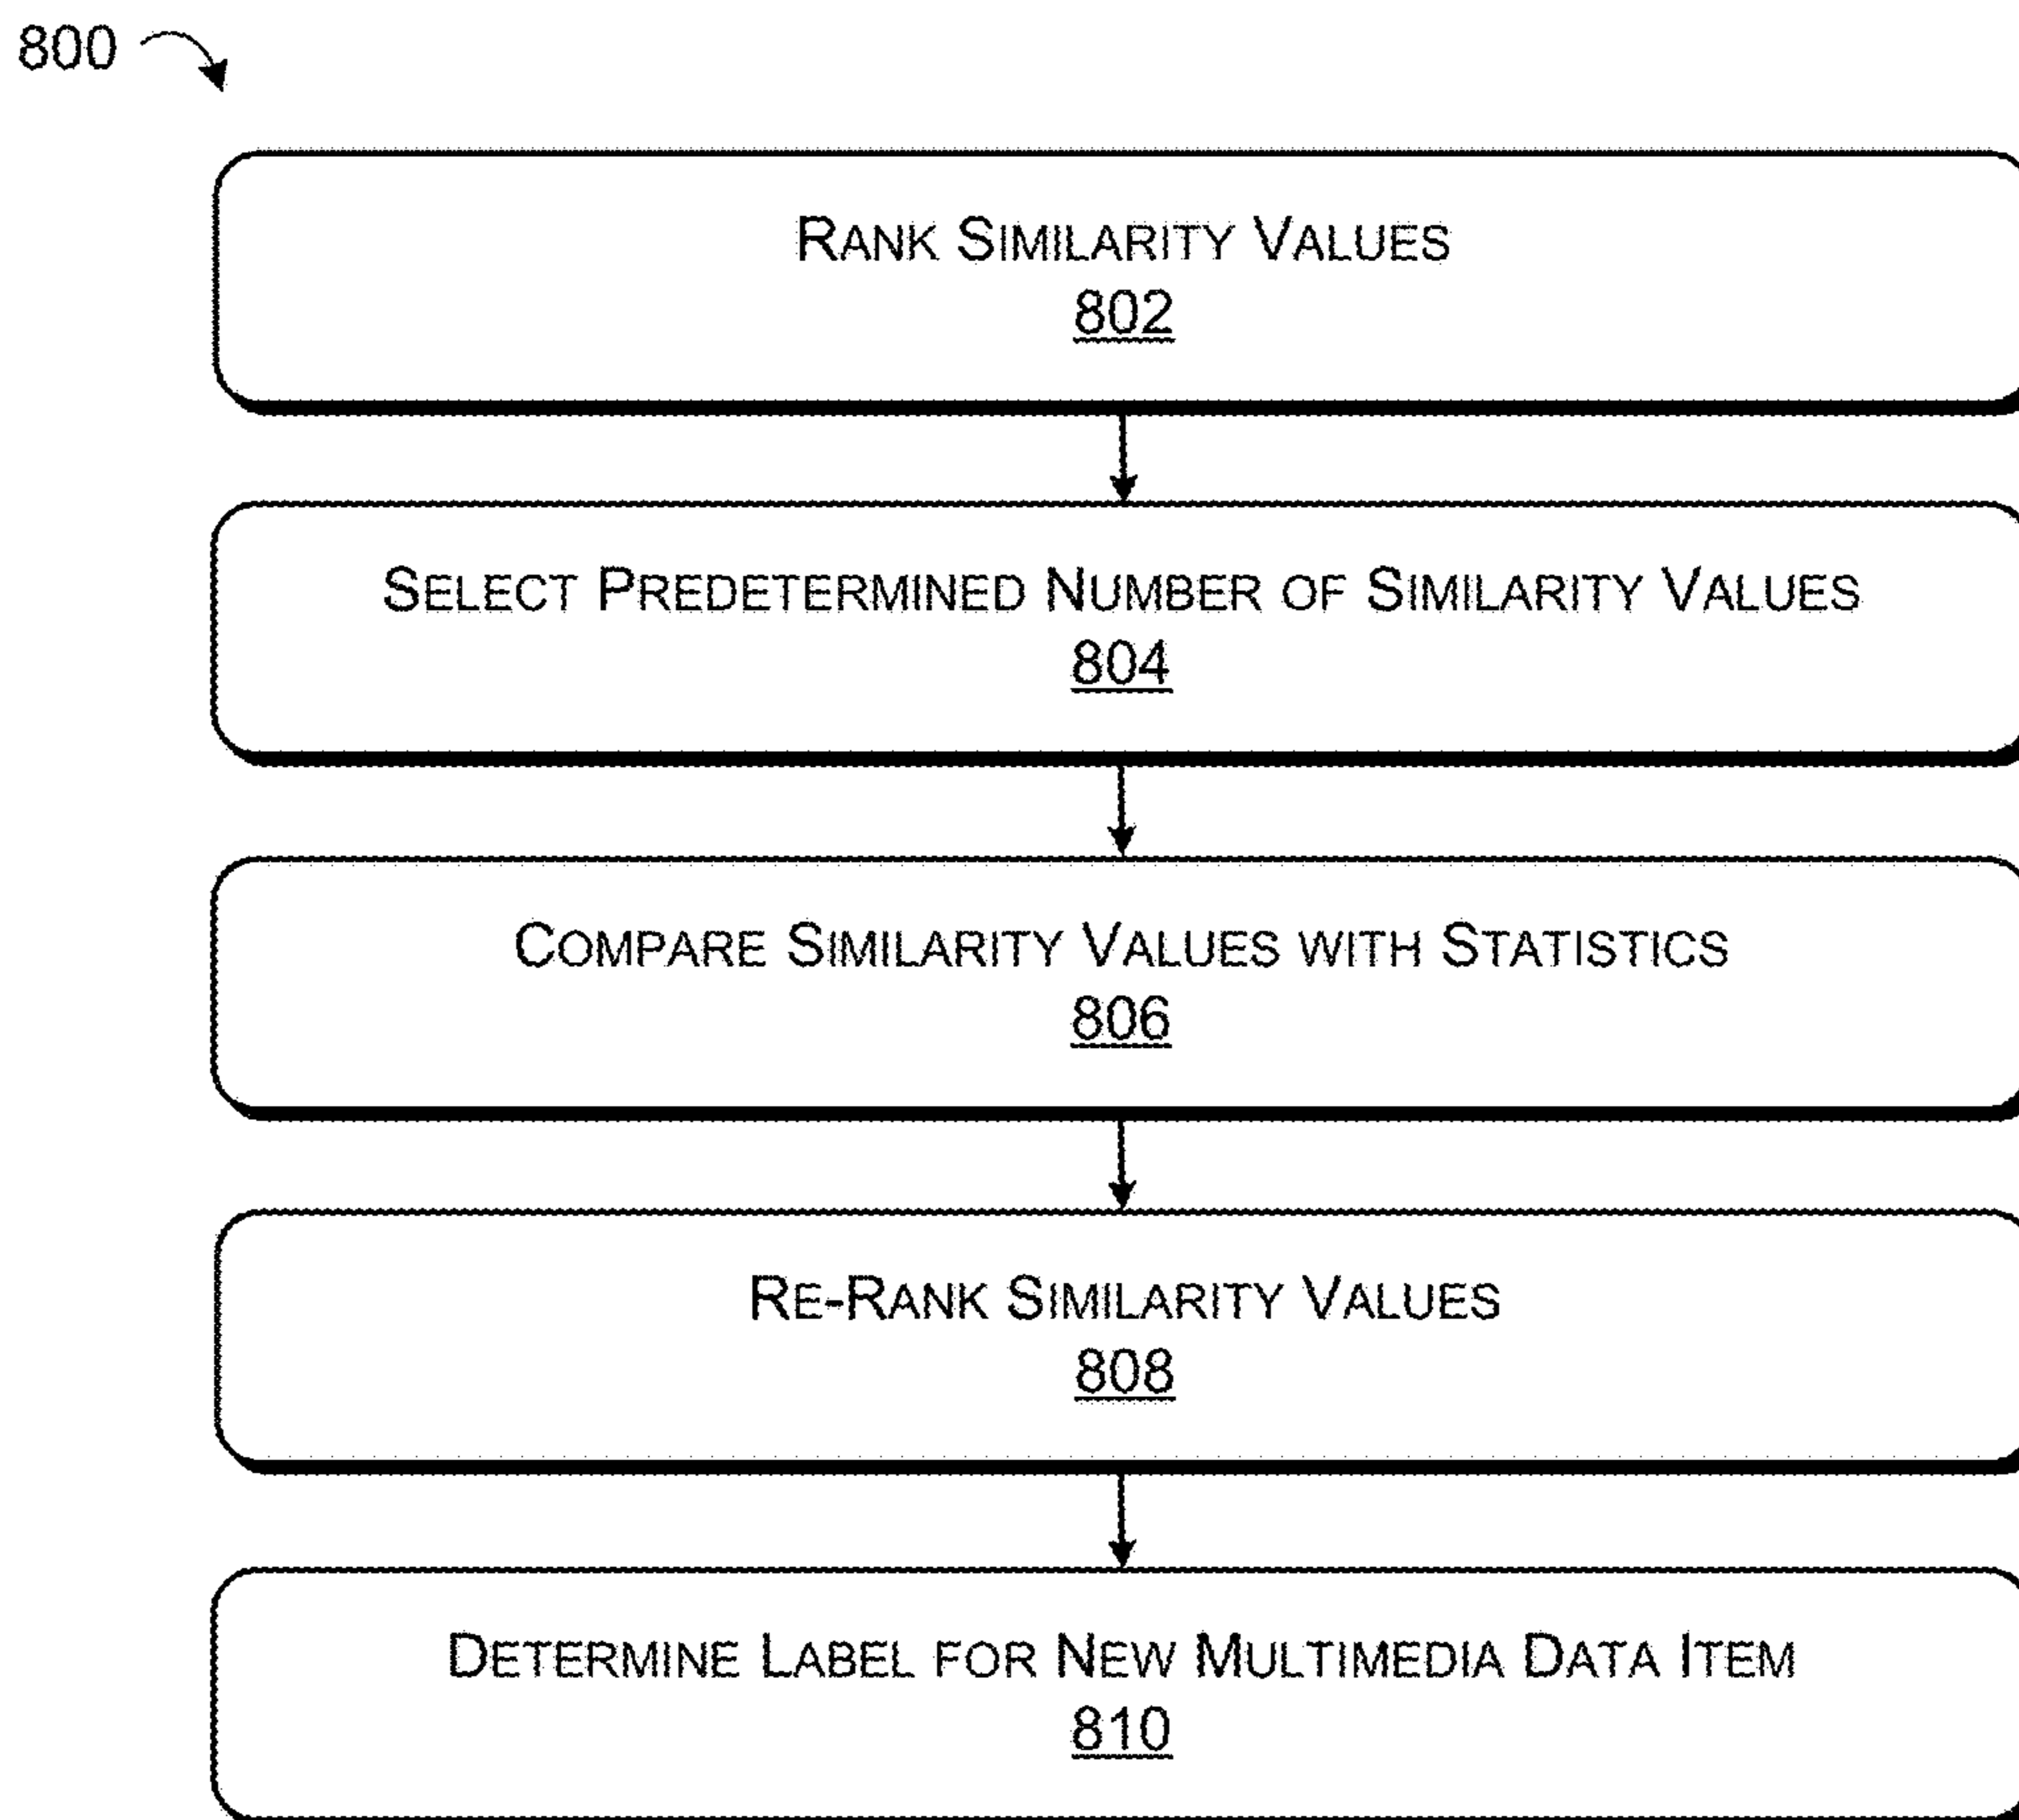 800
RANK SIMILARITY VALUES
802
SELECT PREDETERMINED NUMBER OF SIMILARITY VALUES
804
COMPARE SIMILARITY VALUES WITH STATISTICS
806
RE-RANK SIMILARITY VALUES
808
DETERMINE LABEL FOR NEW MULTIMEDIA DATA ITEM
810